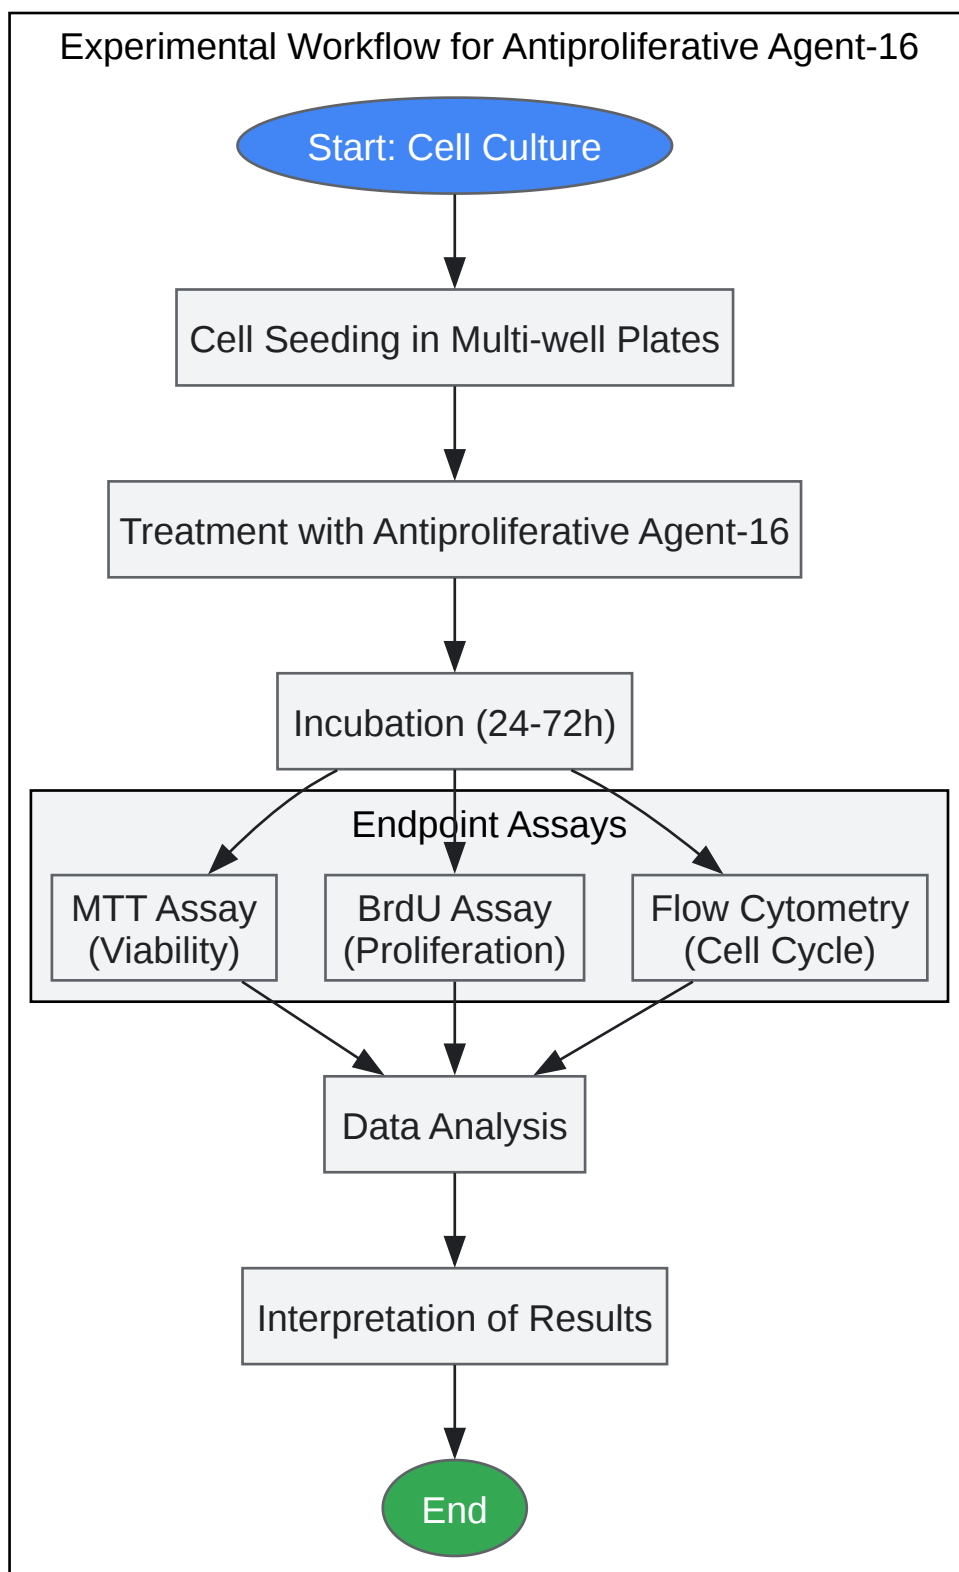 Experimental Workflow for Antiproliferative Agent-16
Start: Cell Culture
Cell Seeding in Multi-well Plates
Treatment with Antiproliferative Agent-16
Incubation (24-72h)
Endpoint Assays
MTT Assay
(Viability)
BrdU Assay
(Proliferation)
Flow Cytometry
(Cell Cycle)
Data Analysis
Interpretation of Results
End